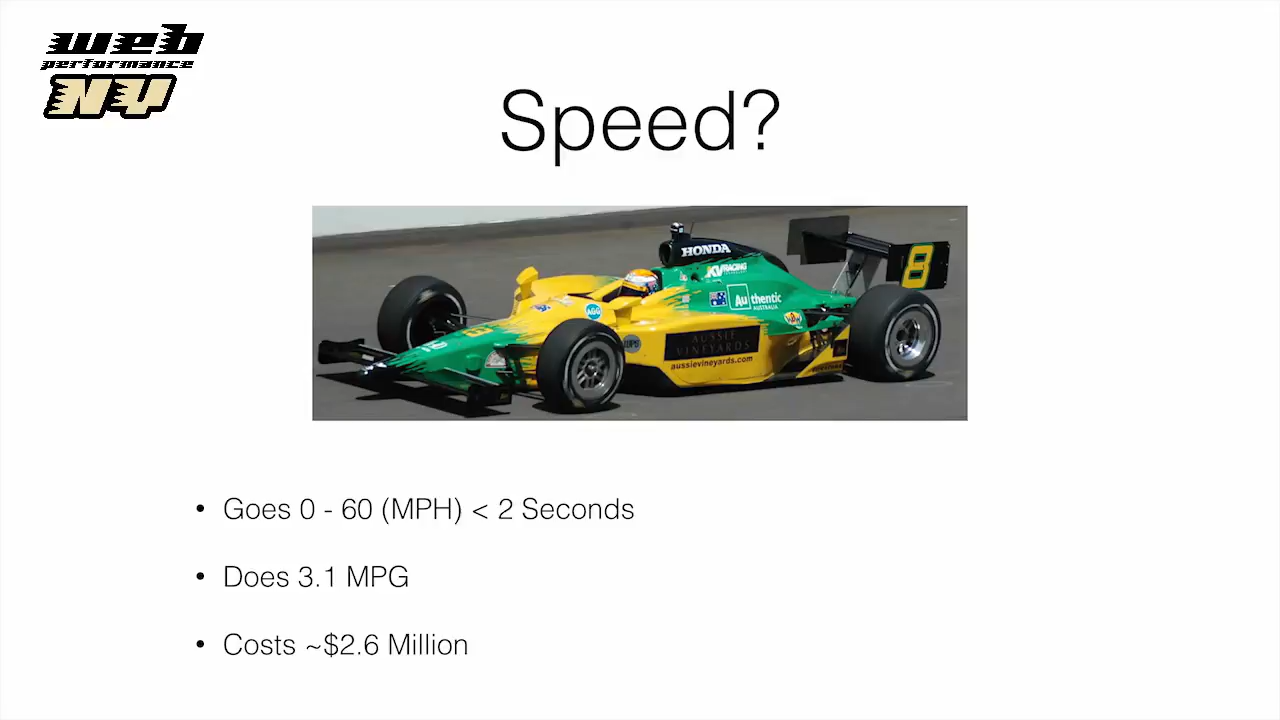 web
performance
NY
Speed?
HONDA
KV RACING
8
Authentic
AUSTRALIA
AGG
AUSSIE
VINEYARDS
aussievineyards.com
• Goes 0 - 60 (MPH) < 2 Seconds
• Does 3.1 MPG
• Costs ~$2.6 Million